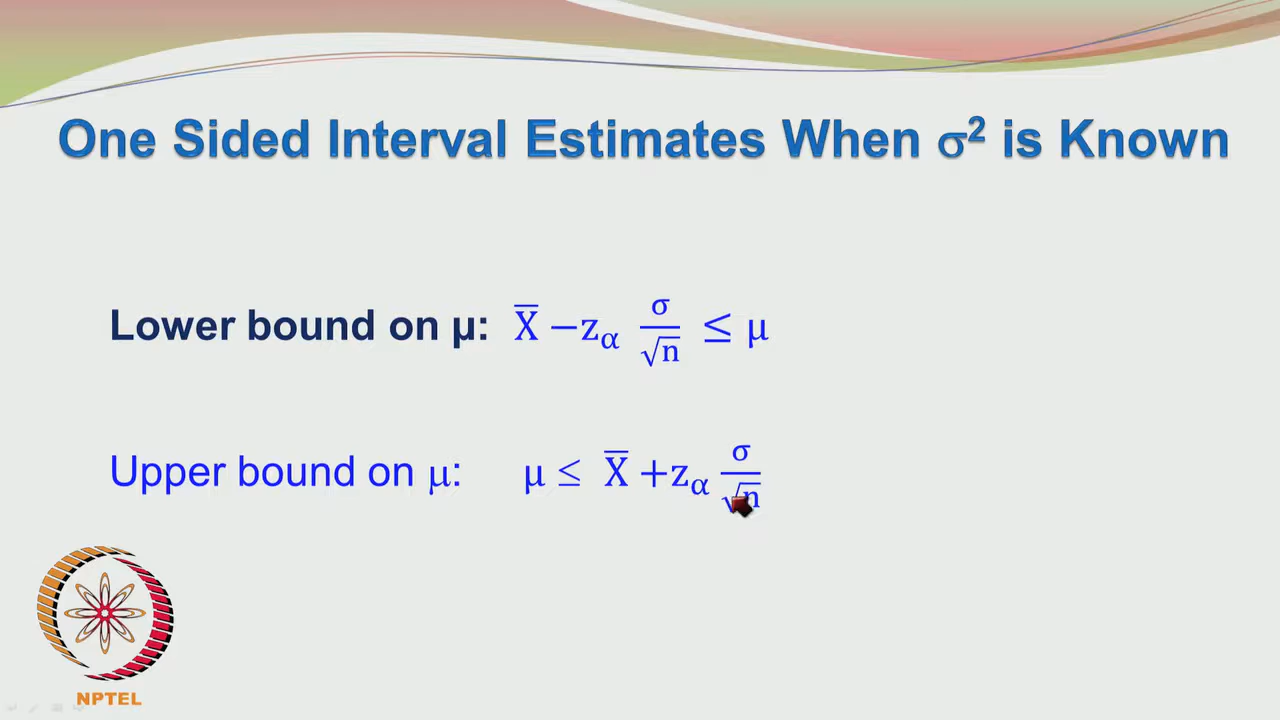 One Sided Interval Estimates When σ² is Known
Lower bound on μ: X̅ −z_α σ/√n ≤ μ
Upper bound on μ: μ ≤ X̅ +z_α σ/√n
NPTEL